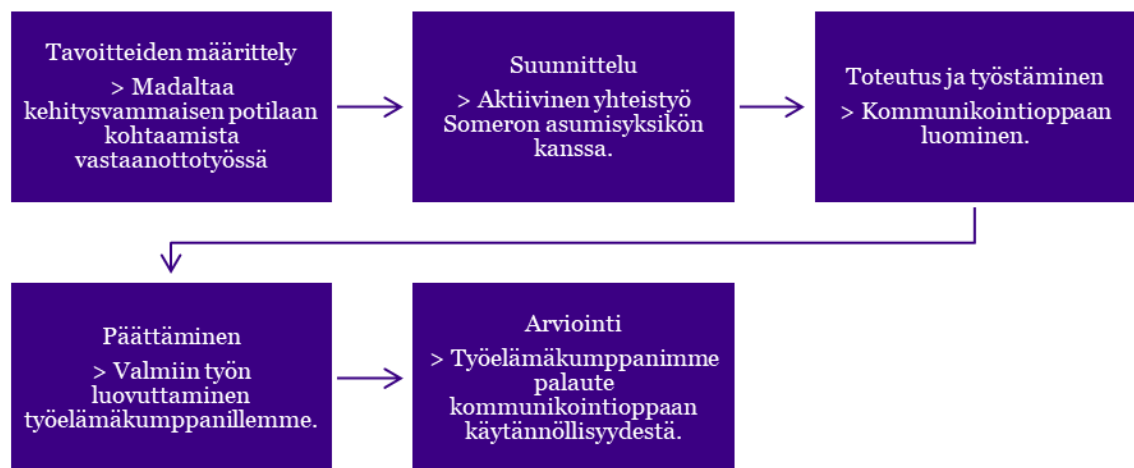 Tavoitteiden määrittely
> Madaltaa
kehitysvammaisen potilaan
kohtaamista
vastaanottotyössä
Suunnittelu
> Aktiivinen yhteistyö
Someron asumisyksikön
kanssa.
Toteutus ja työstäminen
> Kommunikointioppaan
luominen.
Päättäminen
> Valmiin työn
luovuttaminen
työelämäkumppanillemme.
Arviointi
> Työelämäkumppanimme
palaute
kommunikointioppaan
käytännöllisyydestä.